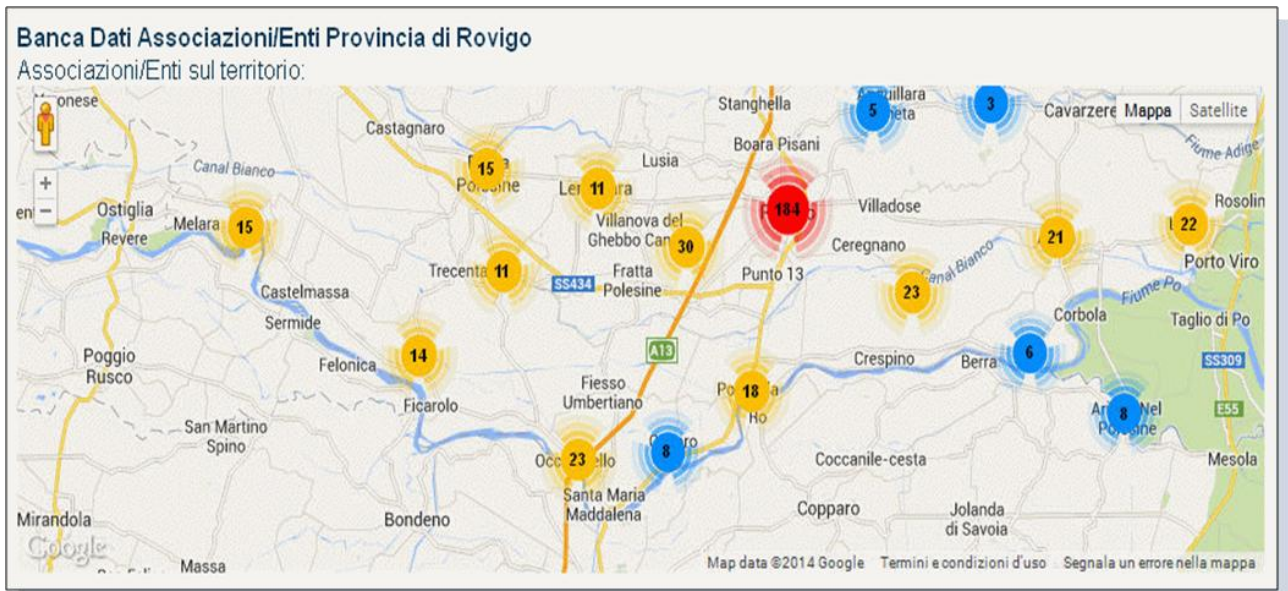 Banca Dati Associazioni/Enti Provincia di Rovigo
Associazioni/Enti sul territorio:
Stanghella
5
3
Cavarzere
Mappa
Satellite
Castagnaro
Boara Pisani
Fiume Adige
Canal Bianco
15
Polesine
11
Lusia
Ostiglia
Revere
Melara
15
Villanova del
Ghebbo
30
184
Villadose
Ceregnano
21
22
Porto Viro
Trecenta
11
SS434
Fratta
Polesine
Punto 13
23
Canal Bianco
Fiume Po
Castelmassa
Sermide
Corbola
Taglio di Po
Poggio
Rusco
Felonica
14
A13
Crespino
Berra
6
SS309
Fiesso
Umbertiano
18
Ficarolo
8
E55
San Martino
Spino
23
8
Coccanile-cesta
Mesola
Santa Maria
Maddalena
Mirandola
Bondeno
Copparo
Jolanda
di Savoia
Google
Massa
Map data ©2014 Google
Termini e condizioni d'uso
Segnala un errore nella mappa